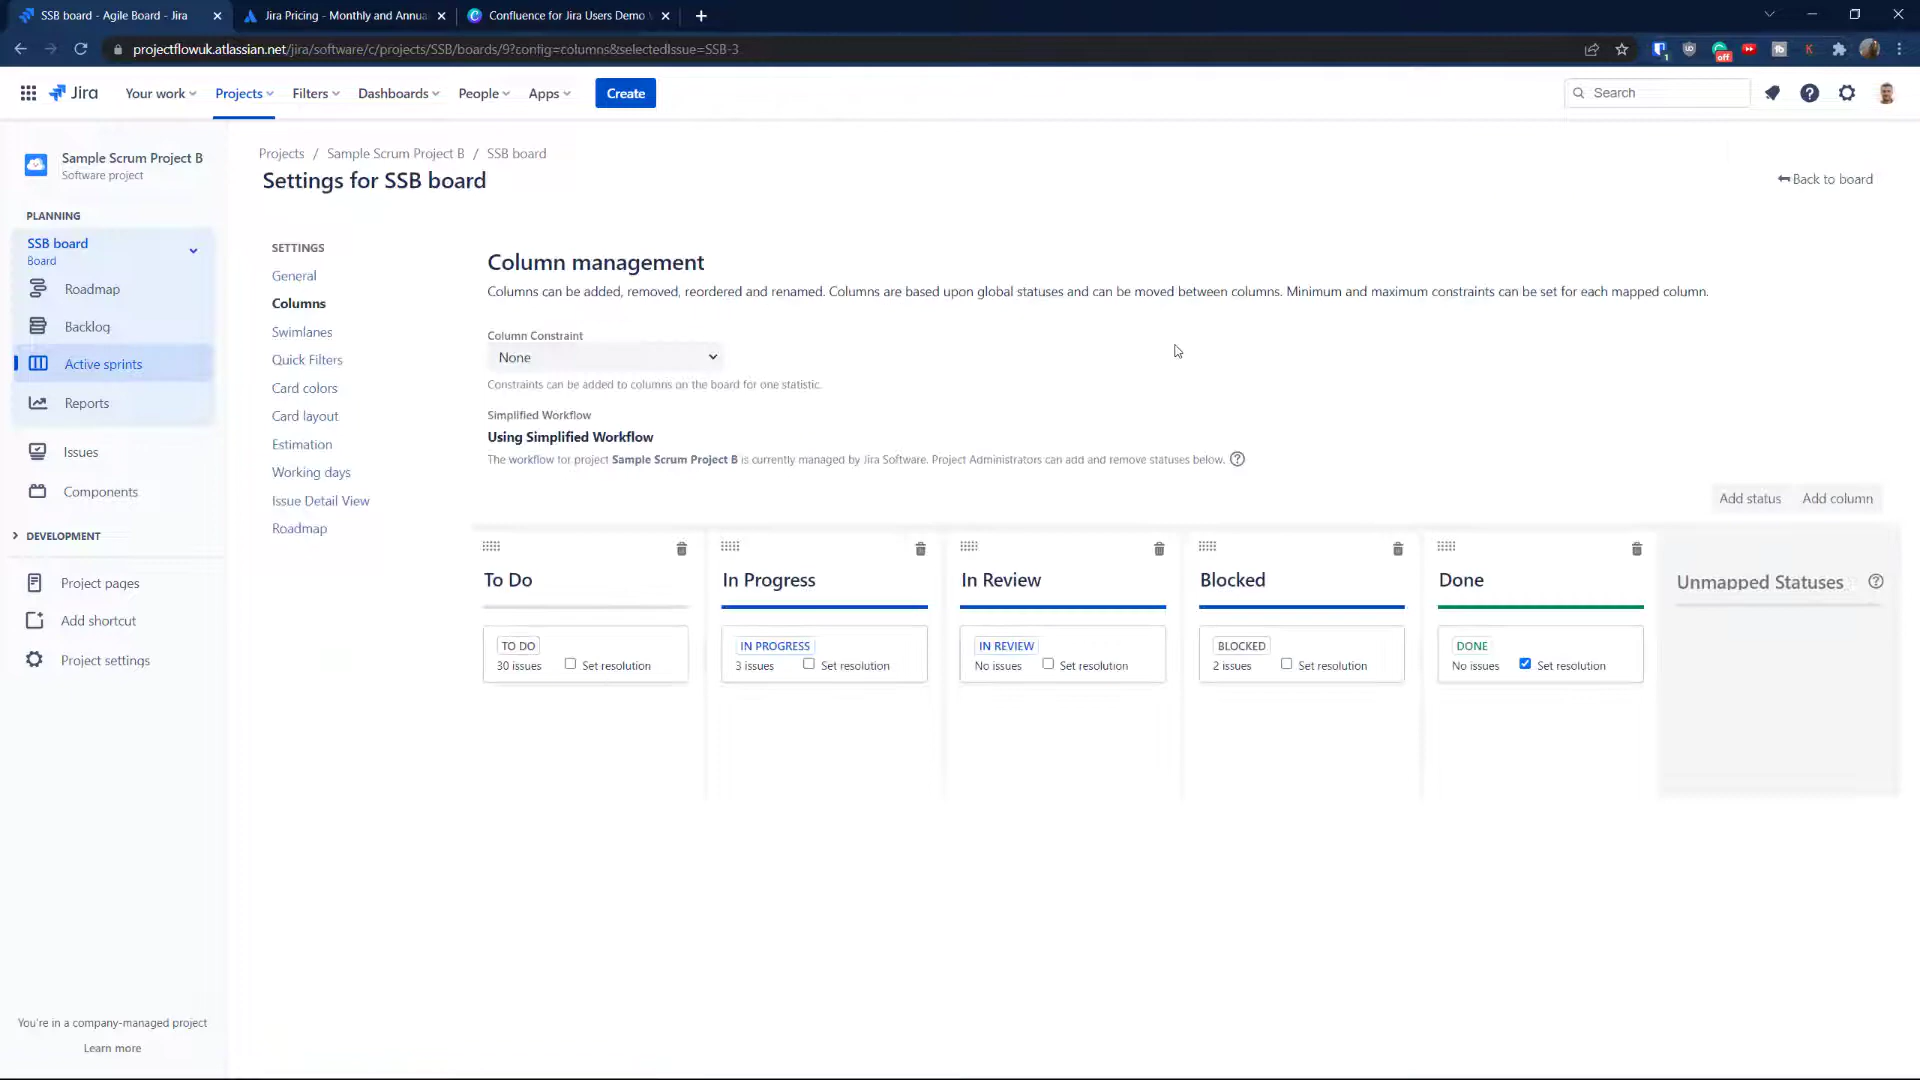 SSB board - Agile Board - Jira
Jira Pricing - Monthly and Annua
Confluence for Jira Users Demo
projectflowuk.atlassian.net/jira/software/c/projects/SSB/boards/9?config=columns&selectedIssue=SSB-3
off
Jira
Your work
Projects
Filters
Dashboards
People
Apps
Create
Search
Sample Scrum Project B
Software project
Projects / Sample Scrum Project B / SSB board
Settings for SSB board
Back to board
PLANNING
SSB board
Board
Roadmap
Backlog
Active sprints
Reports
Issues
Components
DEVELOPMENT
Project pages
Add shortcut
Project settings
You're in a company-managed project
Learn more
SETTINGS
General
Columns
Swimlanes
Quick Filters
Card colors
Card layout
Estimation
Working days
Issue Detail View
Roadmap
Column management
Columns can be added, removed, reordered and renamed. Columns are based upon global statuses and can be moved between columns. Minimum and maximum constraints can be set for each mapped column.
Column Constraint
None
Constraints can be added to columns on the board for one statistic.
Simplified Workflow
Using Simplified Workflow
The workflow for project Sample Scrum Project B is currently managed by Jira Software. Project Administrators can add and remove statuses below.
Add status
Add column
To Do
TO DO
30 issues
Set resolution
In Progress
IN PROGRESS
3 issues
Set resolution
In Review
IN REVIEW
No issues
Set resolution
Blocked
BLOCKED
2 issues
Set resolution
Done
DONE
No issues
Set resolution
Unmapped Statuses